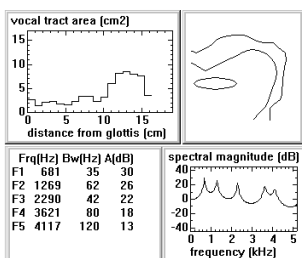 vocal tract area (cm2)
15
10
5
0
0 5 10 15
distance from glottis (cm)
Frq(Hz) Bw(Hz) A(dB)
F1 681 35 30
F2 1269 62 26
F3 2290 42 22
F4 3621 80 18
F5 4117 120 13
spectral magnitude (dB)
40
20
0
-20
-40
0 1 2 3 4 5
frequency (kHz)